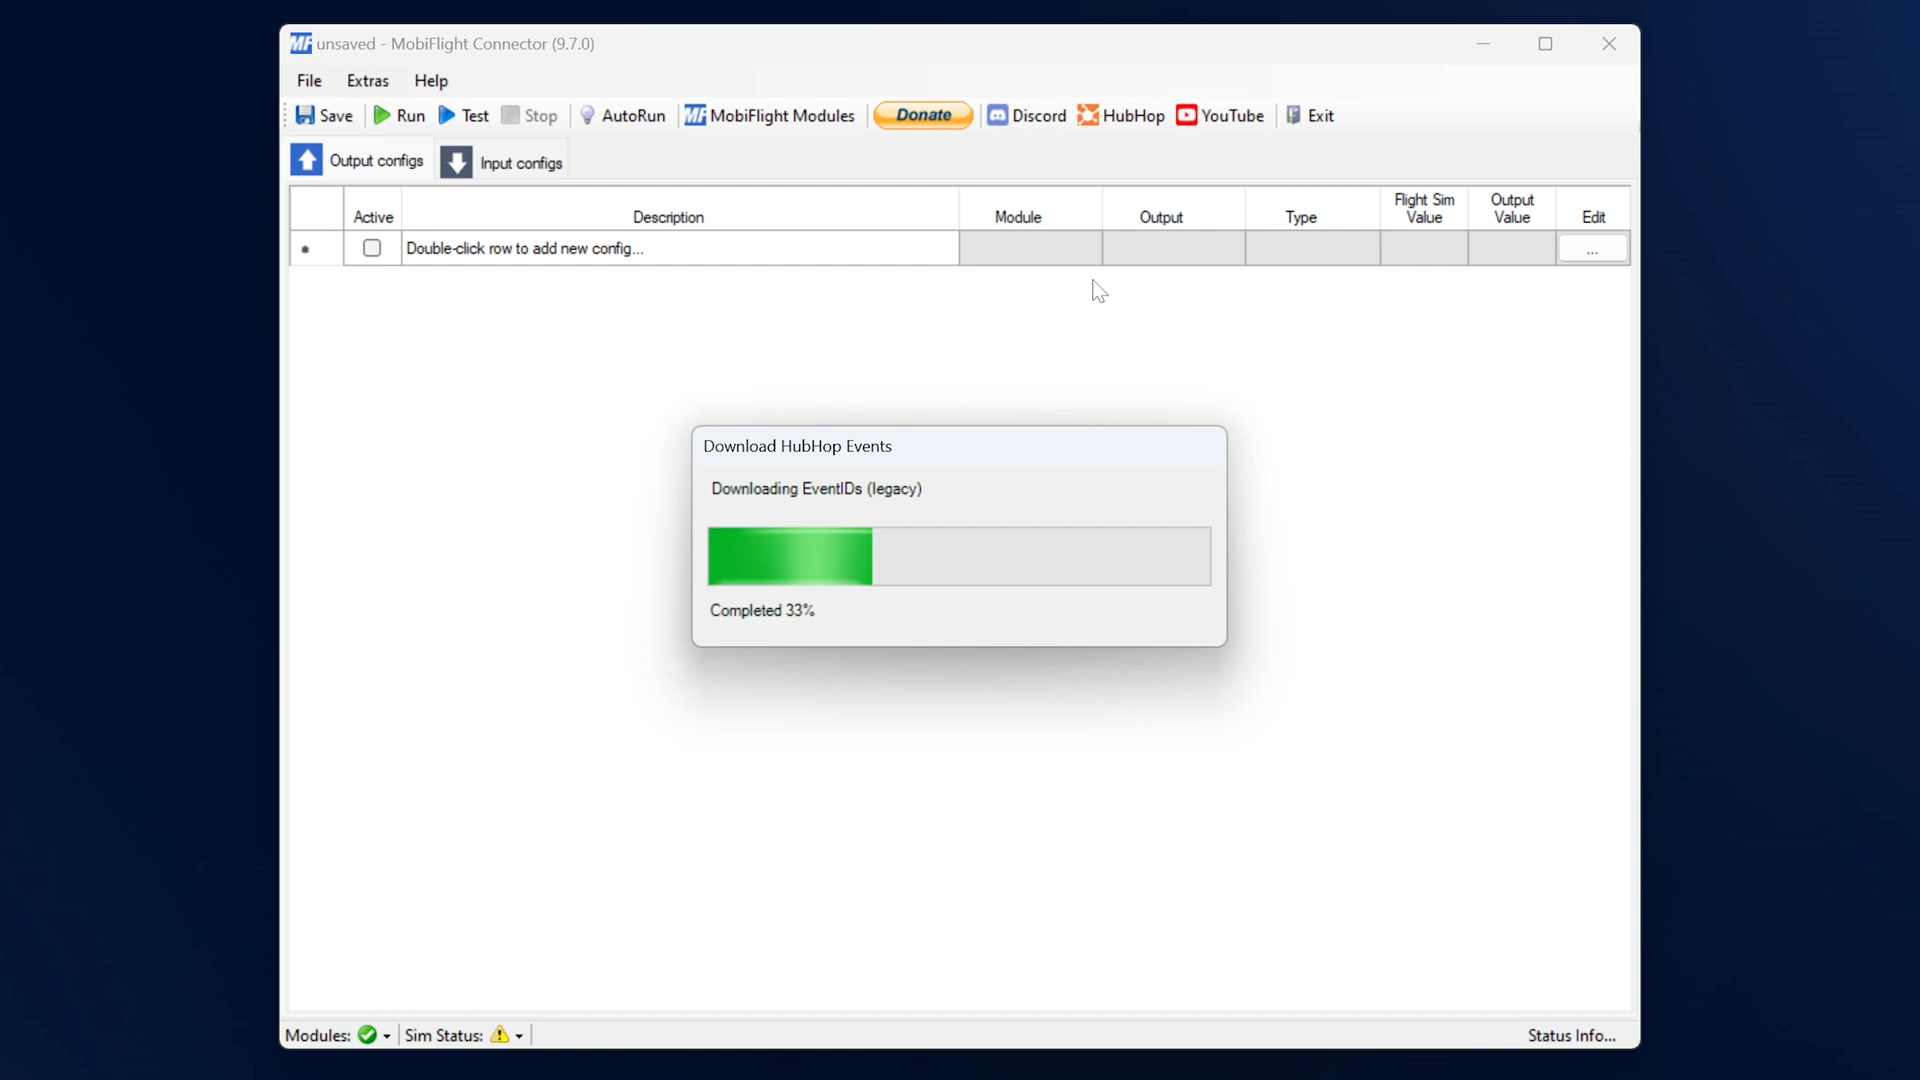 MF unsaved - MobiFlight Connector (9.7.0)
File Extras Help
Save Run Test Stop AutoRun MF MobiFlight Modules Donate Discord HubHop YouTube Exit
Output configs Input configs
Active Description Module Output Type Flight Sim Value Output Value Edit
Double-click row to add new config... ...
Download HubHop Events
Downloading EventIDs (legacy)
Completed 33%
Modules: Sim Status: Status Info...